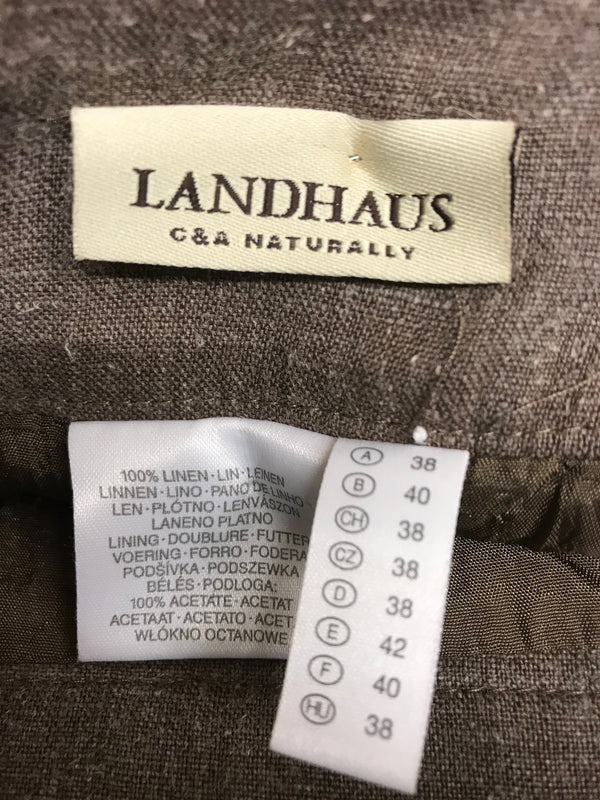 LANDHAUS
C&A NATURALLY
100% LINEN·LIN·LEINEN
LINNEN·LINO·PANO DE LINHO·
LEN·PŁÓTNO·LENVÁSZON
LANENO PLATNO
LINING·DOUBLURE·FUTTER
VOERING·FORRO·FODERA
PODŠÍVKA·PODSZEWKA
BÉLÉS·PODLOGA:
100% ACETATE·ACETAT
ACETAAT·ACETATO·ACET
WŁÓKNO OCTANOWE
A 38
B 40
CH 38
CZ 38
D 38
E 42
F 40
HU 38